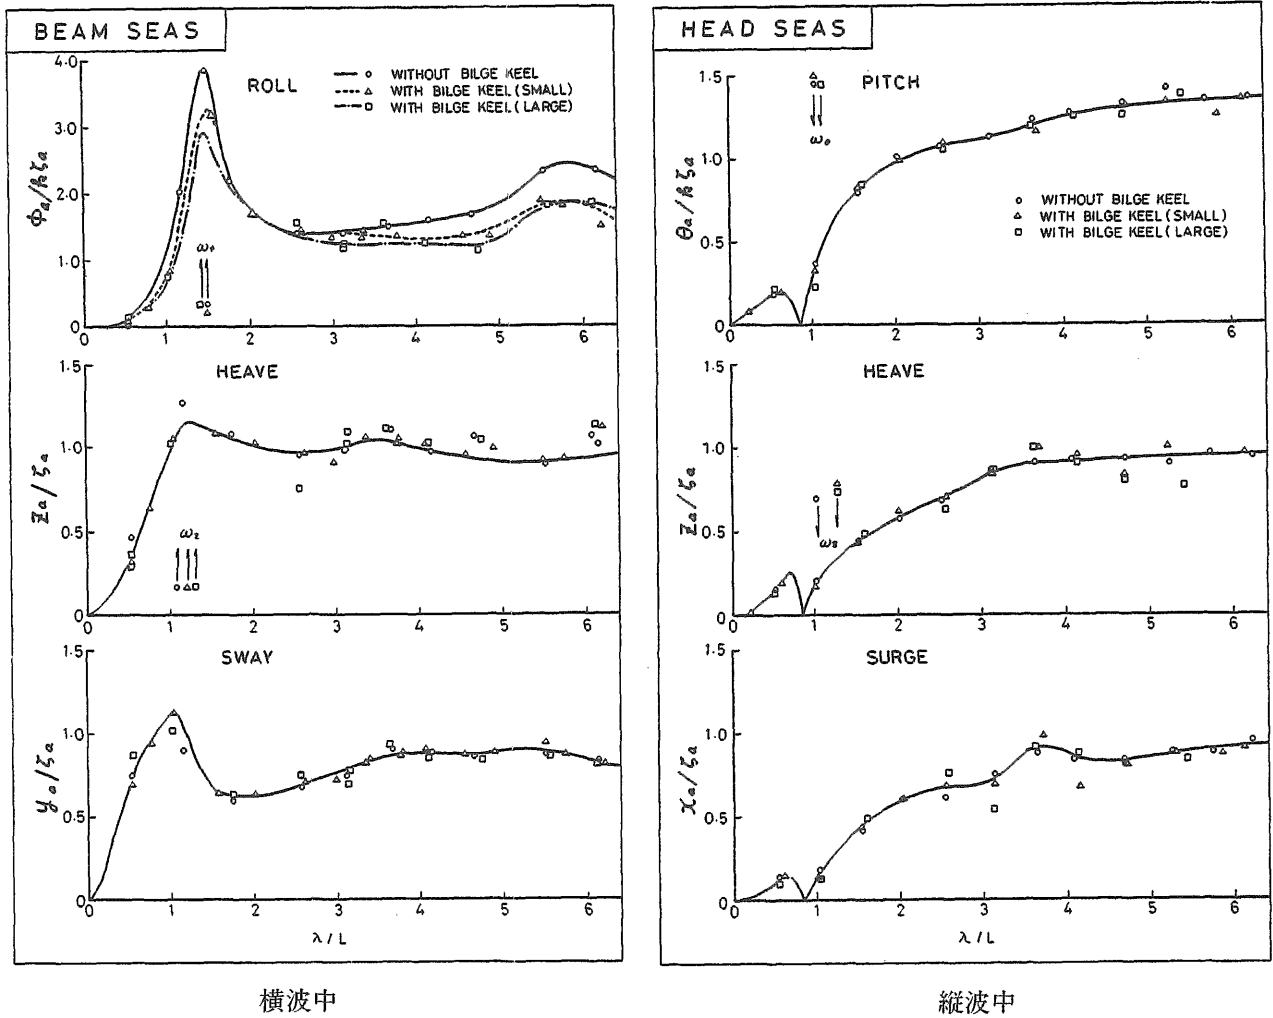 BEAM SEAS
4.0
3.0
2.0
1.0
0
Φa/kζa
ROLL
WITHOUT BILGE KEEL
WITH BILGE KEEL (SMALL)
WITH BILGE KEEL (LARGE)
ωφ
0 1 2 3 4 5 6
1.5
1.0
0.5
0
Za/ζa
HEAVE
ωz
0 1 2 3 4 5 6
1.5
1.0
0.5
0
ya/ζa
SWAY
0 1 2 3 4 5 6
λ/L
横波中
HEAD SEAS
1.5
1.0
0.5
0
θa/kζa
PITCH
ωθ
WITHOUT BILGE KEEL
WITH BILGE KEEL (SMALL)
WITH BILGE KEEL (LARGE)
0 1 2 3 4 5 6
1.5
1.0
0.5
0
Za/ζa
HEAVE
ωz
0 1 2 3 4 5 6
1.5
1.0
0.5
0
xa/ζa
SURGE
0 1 2 3 4 5 6
λ/L
縦波中